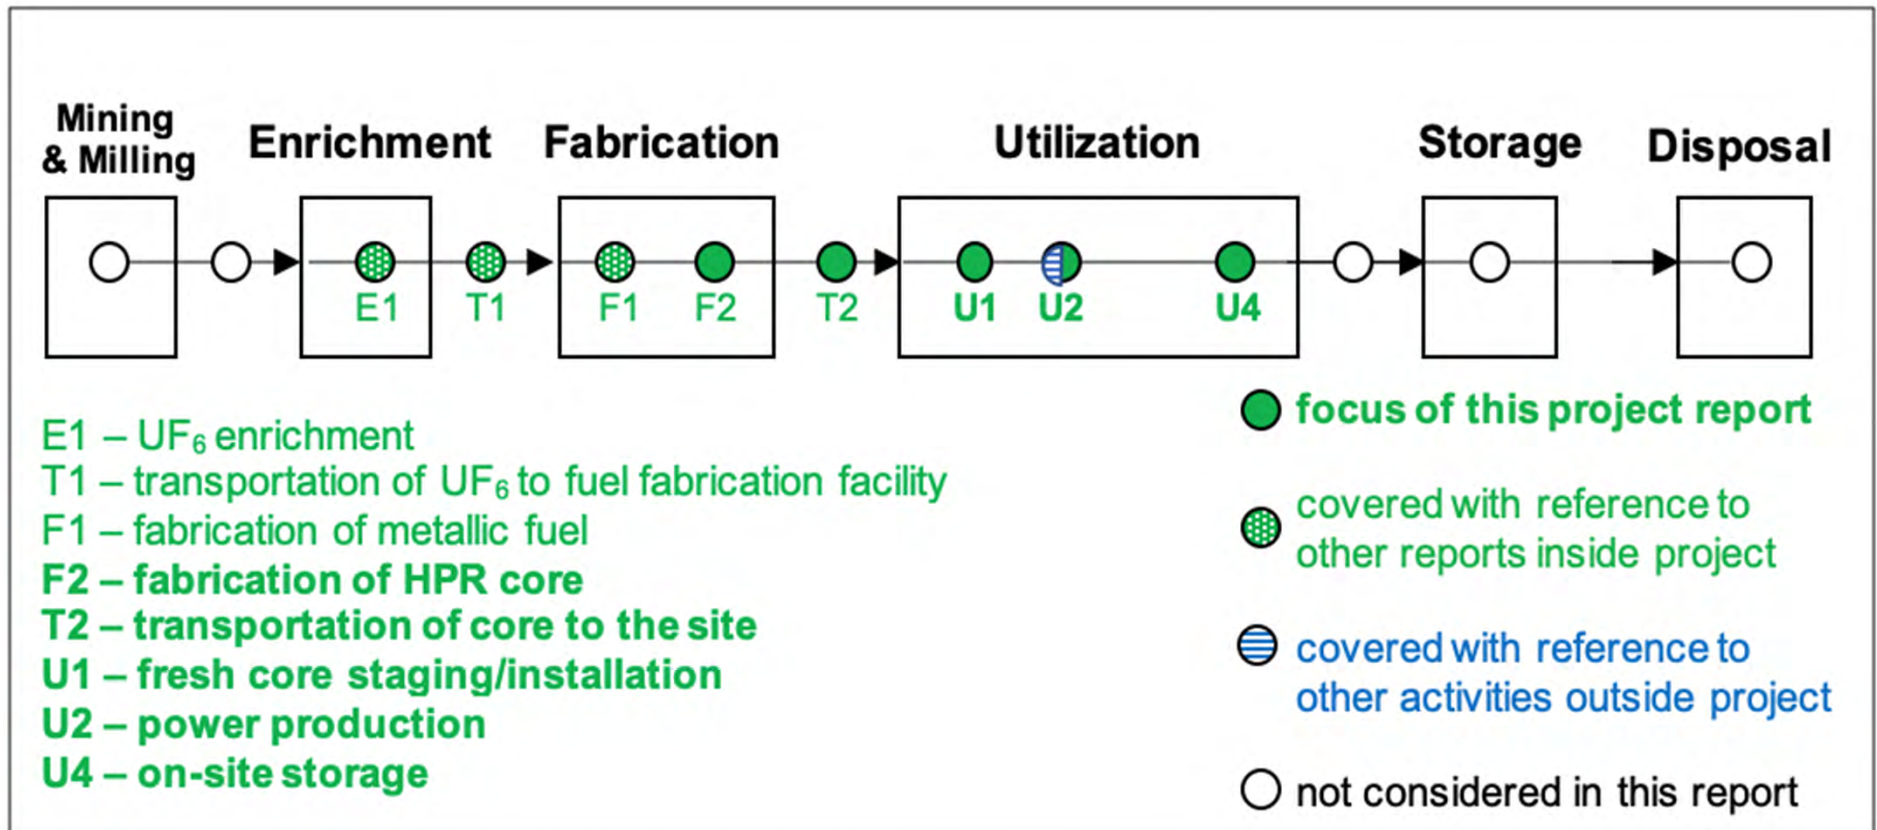 Mining
& Milling
Enrichment
Fabrication
Utilization
Storage
Disposal
E1
T1
F1
F2
T2
U1
U2
U4
E1 – UF₆ enrichment
T1 – transportation of UF₆ to fuel fabrication facility
F1 – fabrication of metallic fuel
F2 – fabrication of HPR core
T2 – transportation of core to the site
U1 – fresh core staging/installation
U2 – power production
U4 – on-site storage
focus of this project report
covered with reference to
other reports inside project
covered with reference to
other activities outside project
not considered in this report